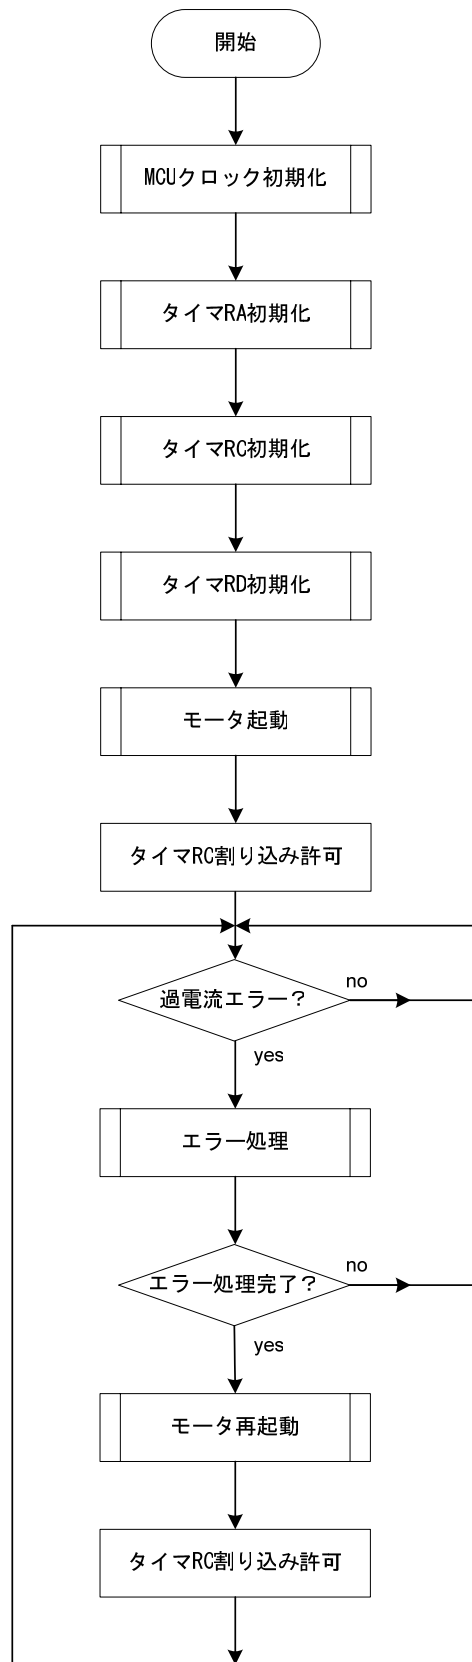 開始
MCUクロック初期化
タイマRA初期化
タイマRC初期化
タイマRD初期化
モータ起動
タイマRC割り込み許可
過電流エラー?
no
yes
エラー処理
エラー処理完了?
no
yes
モータ再起動
タイマRC割り込み許可